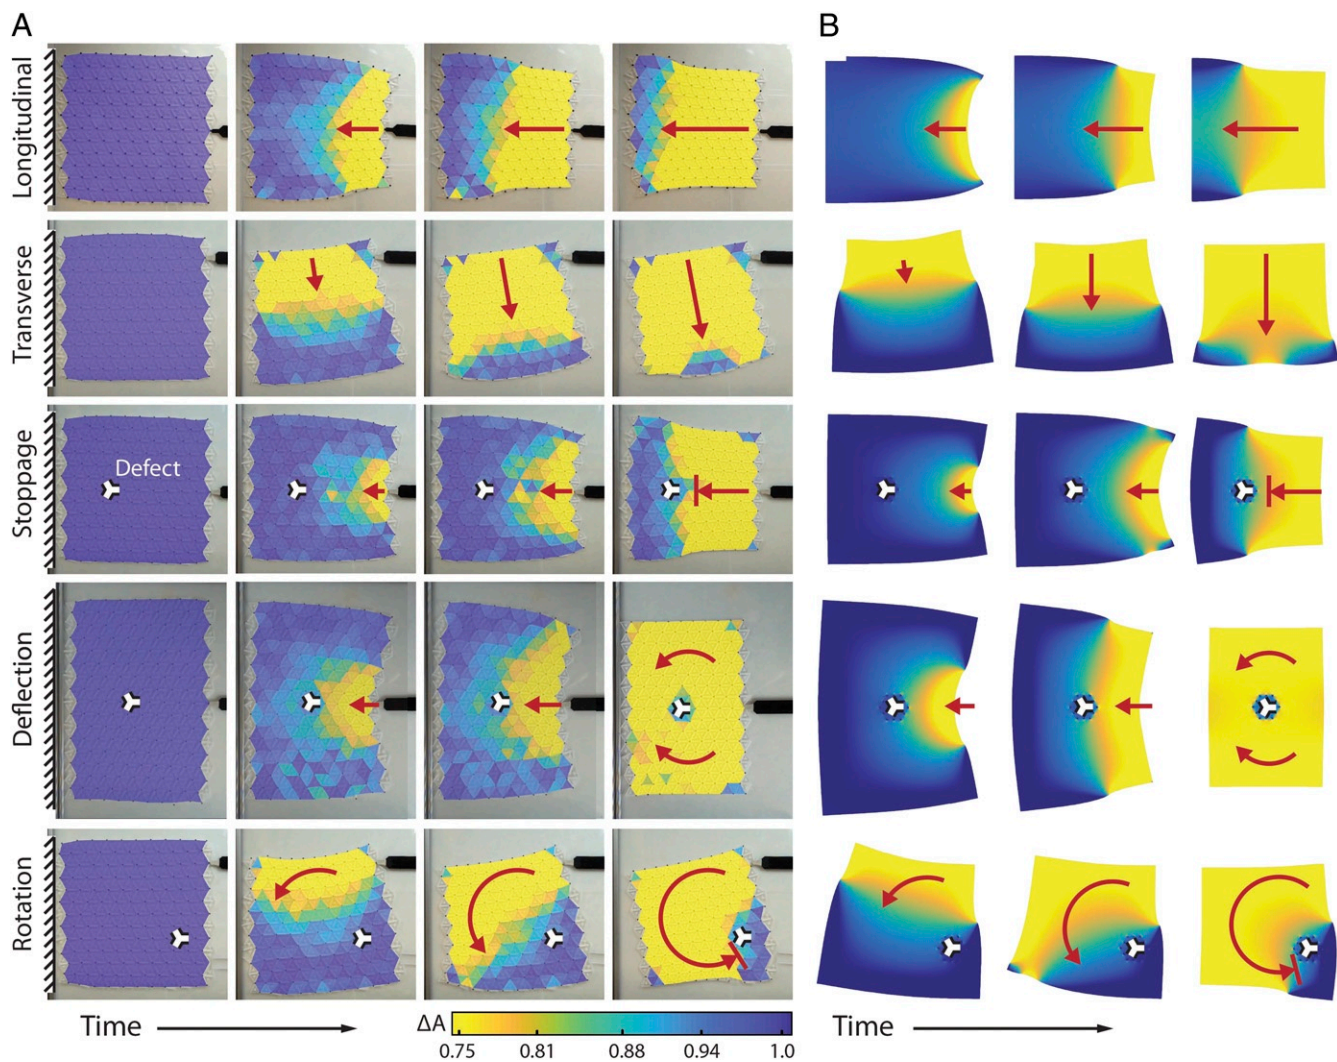 A
B
Longitudinal
Transverse
Stoppage
Defect
Deflection
Rotation
Time
ΔA
0.75 0.81 0.88 0.94 1.0
Time